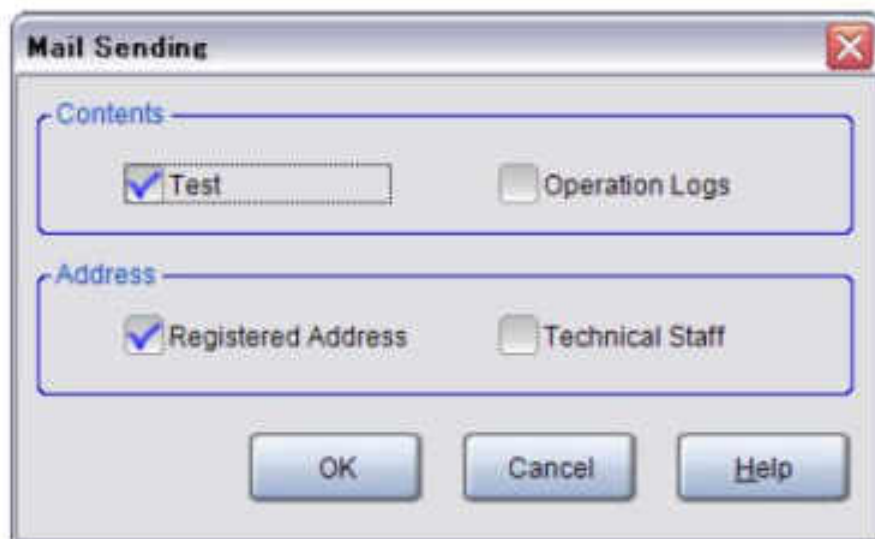 Mail Sending
Contents
Test Operation Logs
Address
Registered Address Technical Staff
OK Cancel Help